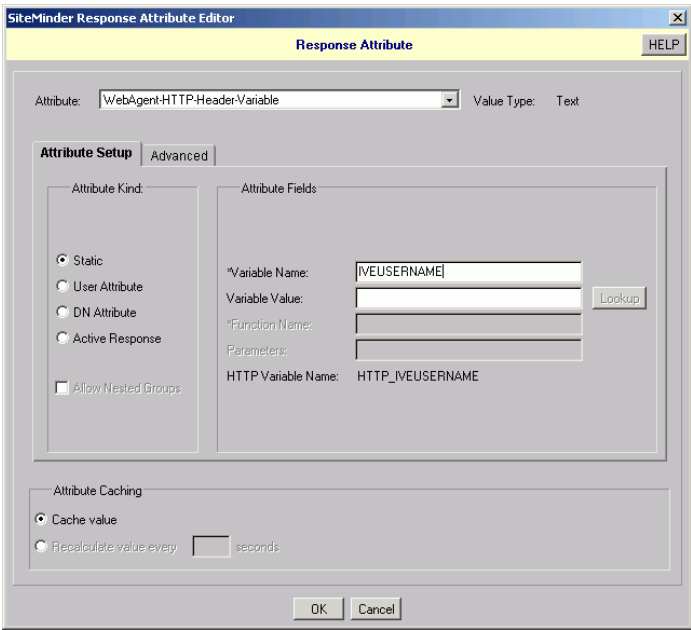 SiteMinder Response Attribute Editor
Response Attribute
HELP
Attribute: WebAgent-HTTP-Header-Variable Value Type: Text
Attribute Setup Advanced
Attribute Kind:
Static
User Attribute
DN Attribute
Active Response
Allow Nested Groups
Attribute Fields
*Variable Name: IVEUSERNAME
Variable Value: Lookup
*Function Name:
Parameters:
HTTP Variable Name: HTTP_IVEUSERNAME
Attribute Caching
Cache value
Recalculate value every seconds
OK Cancel